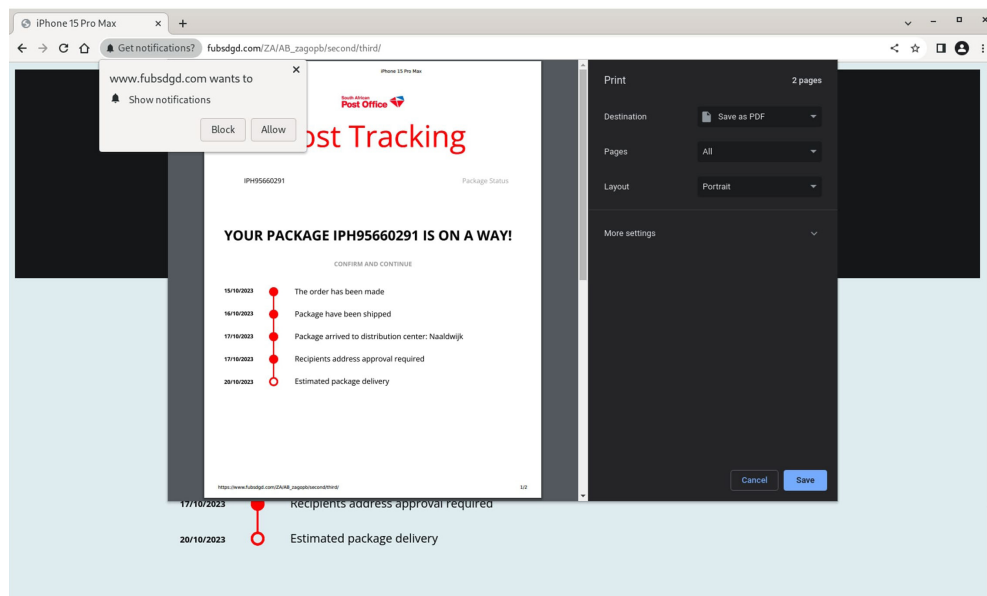 iPhone 15 Pro Max
Get notifications?
fubsdgd.com/ZA/AB_zagopb/second/third/
www.fubsdgd.com wants to
Show notifications
Block
Allow
iPhone 15 Pro Max
South African
Post Office
ost Tracking
IPH95660291
Package Status
YOUR PACKAGE IPH95660291 IS ON A WAY!
CONFIRM AND CONTINUE
15/10/2023 The order has been made
16/10/2023 Package have been shipped
17/10/2023 Package arrived to distribution center: Naaldwijk
17/10/2023 Recipients address approval required
20/10/2023 Estimated package delivery
https://www.fubsdgd.com/ZA/AB_zagopb/second/third/
1/2
Print
2 pages
Destination
Save as PDF
Pages
All
Layout
Portrait
More settings
Cancel
Save
17/10/2023 Recipients address approval required
20/10/2023 Estimated package delivery